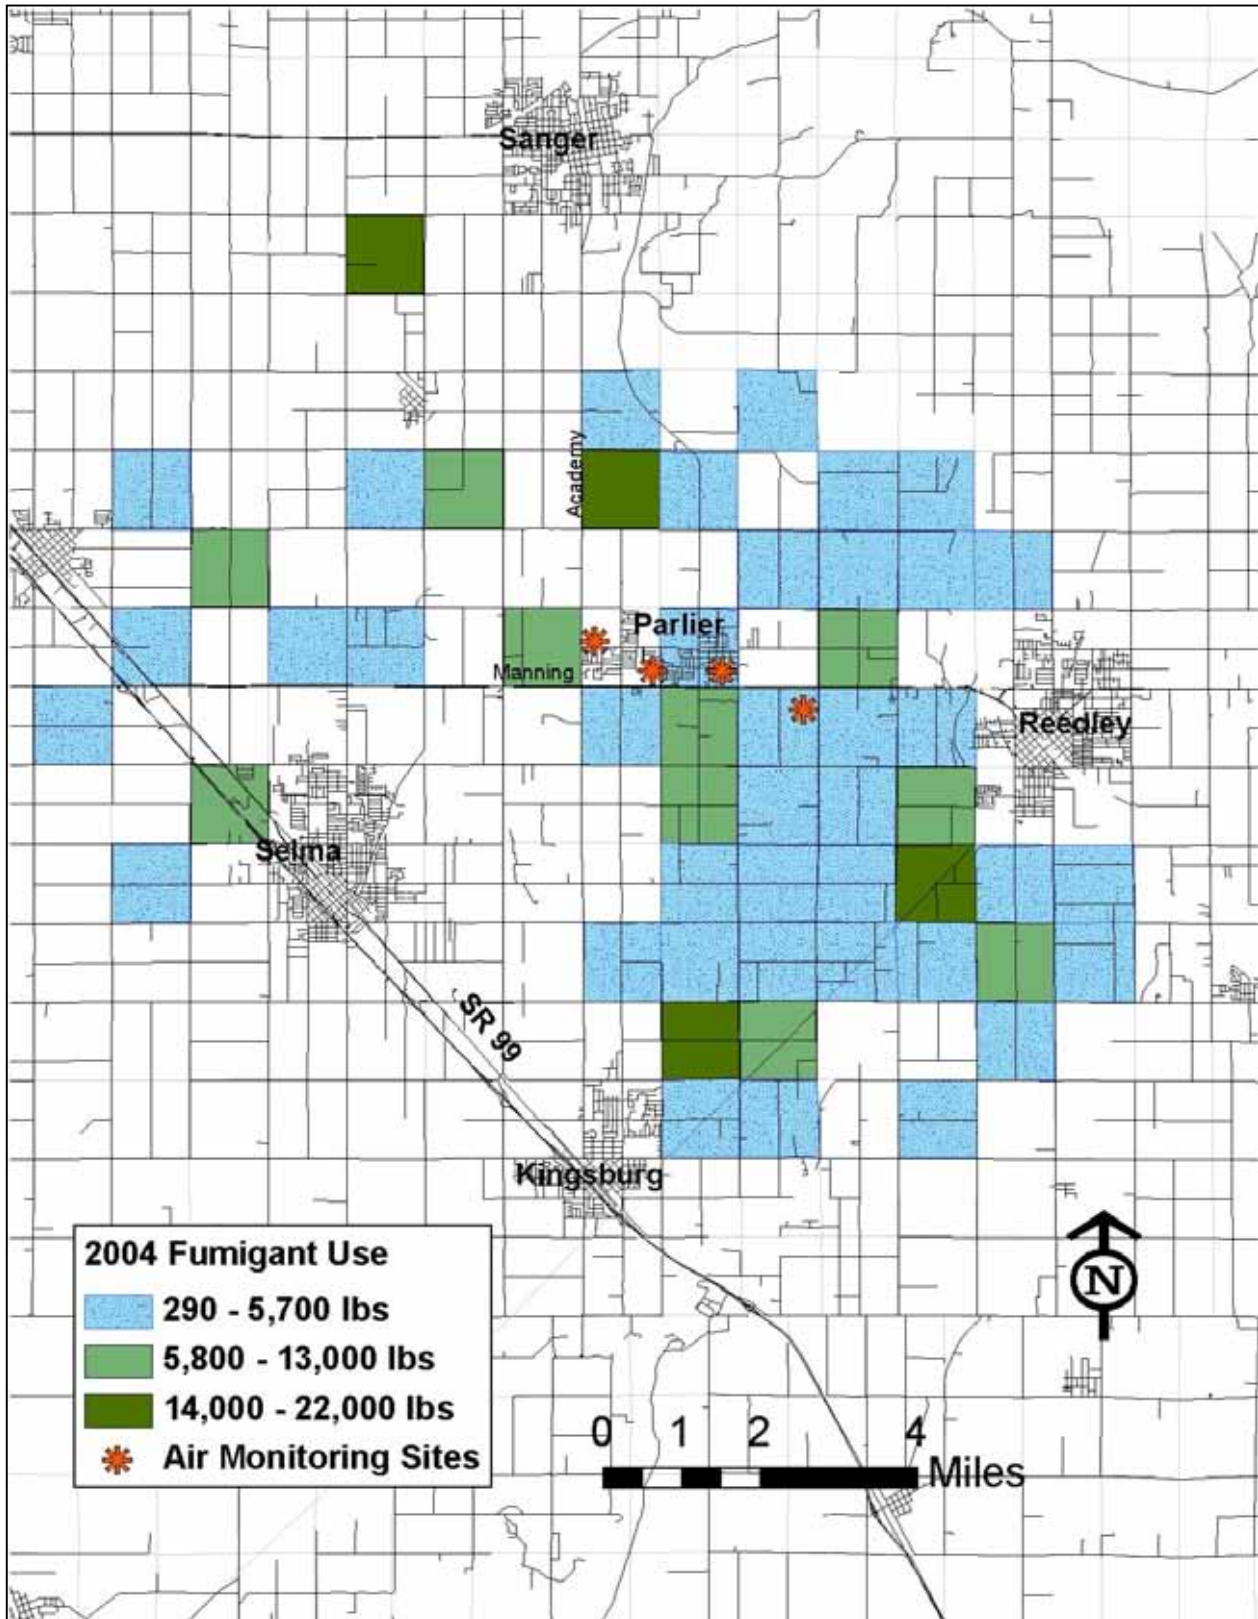 Sanger
Academy
Parlier
Manning
Reedley
Selma
SR 99
Kingsburg
2004 Fumigant Use
290 - 5,700 lbs
5,800 - 13,000 lbs
14,000 - 22,000 lbs
Air Monitoring Sites
N
0 1 2 4
Miles